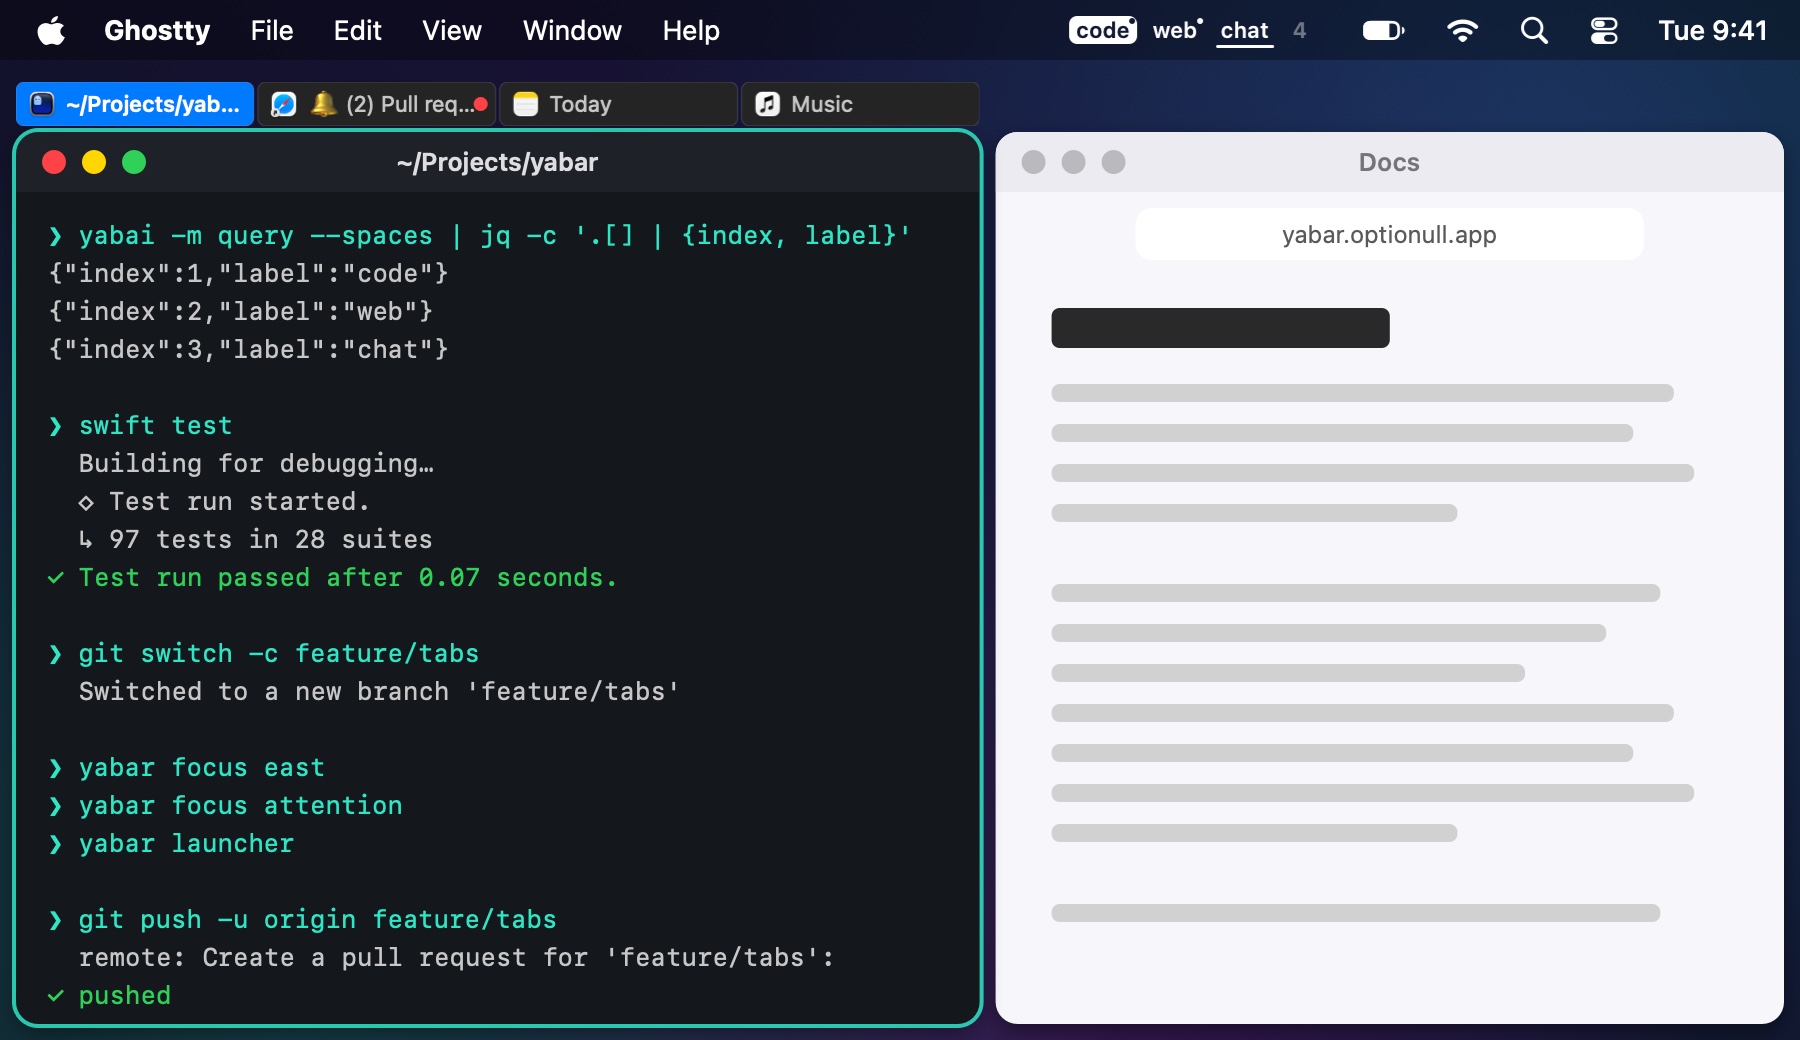 Ghostty File Edit View Window Help code web chat 4 Tue 9:41
~/Projects/yab... (2) Pull req... Today Music
~/Projects/yabar
❯ yabai -m query --spaces | jq -c '.[] | {index, label}'
{"index":1,"label":"code"}
{"index":2,"label":"web"}
{"index":3,"label":"chat"}
❯ swift test
Building for debugging…
◇ Test run started.
↳ 97 tests in 28 suites
✓ Test run passed after 0.07 seconds.
❯ git switch -c feature/tabs
Switched to a new branch 'feature/tabs'
❯ yabar focus east
❯ yabar focus attention
❯ yabar launcher
❯ git push -u origin feature/tabs
remote: Create a pull request for 'feature/tabs':
✓ pushed
Docs
yabar.optionull.app